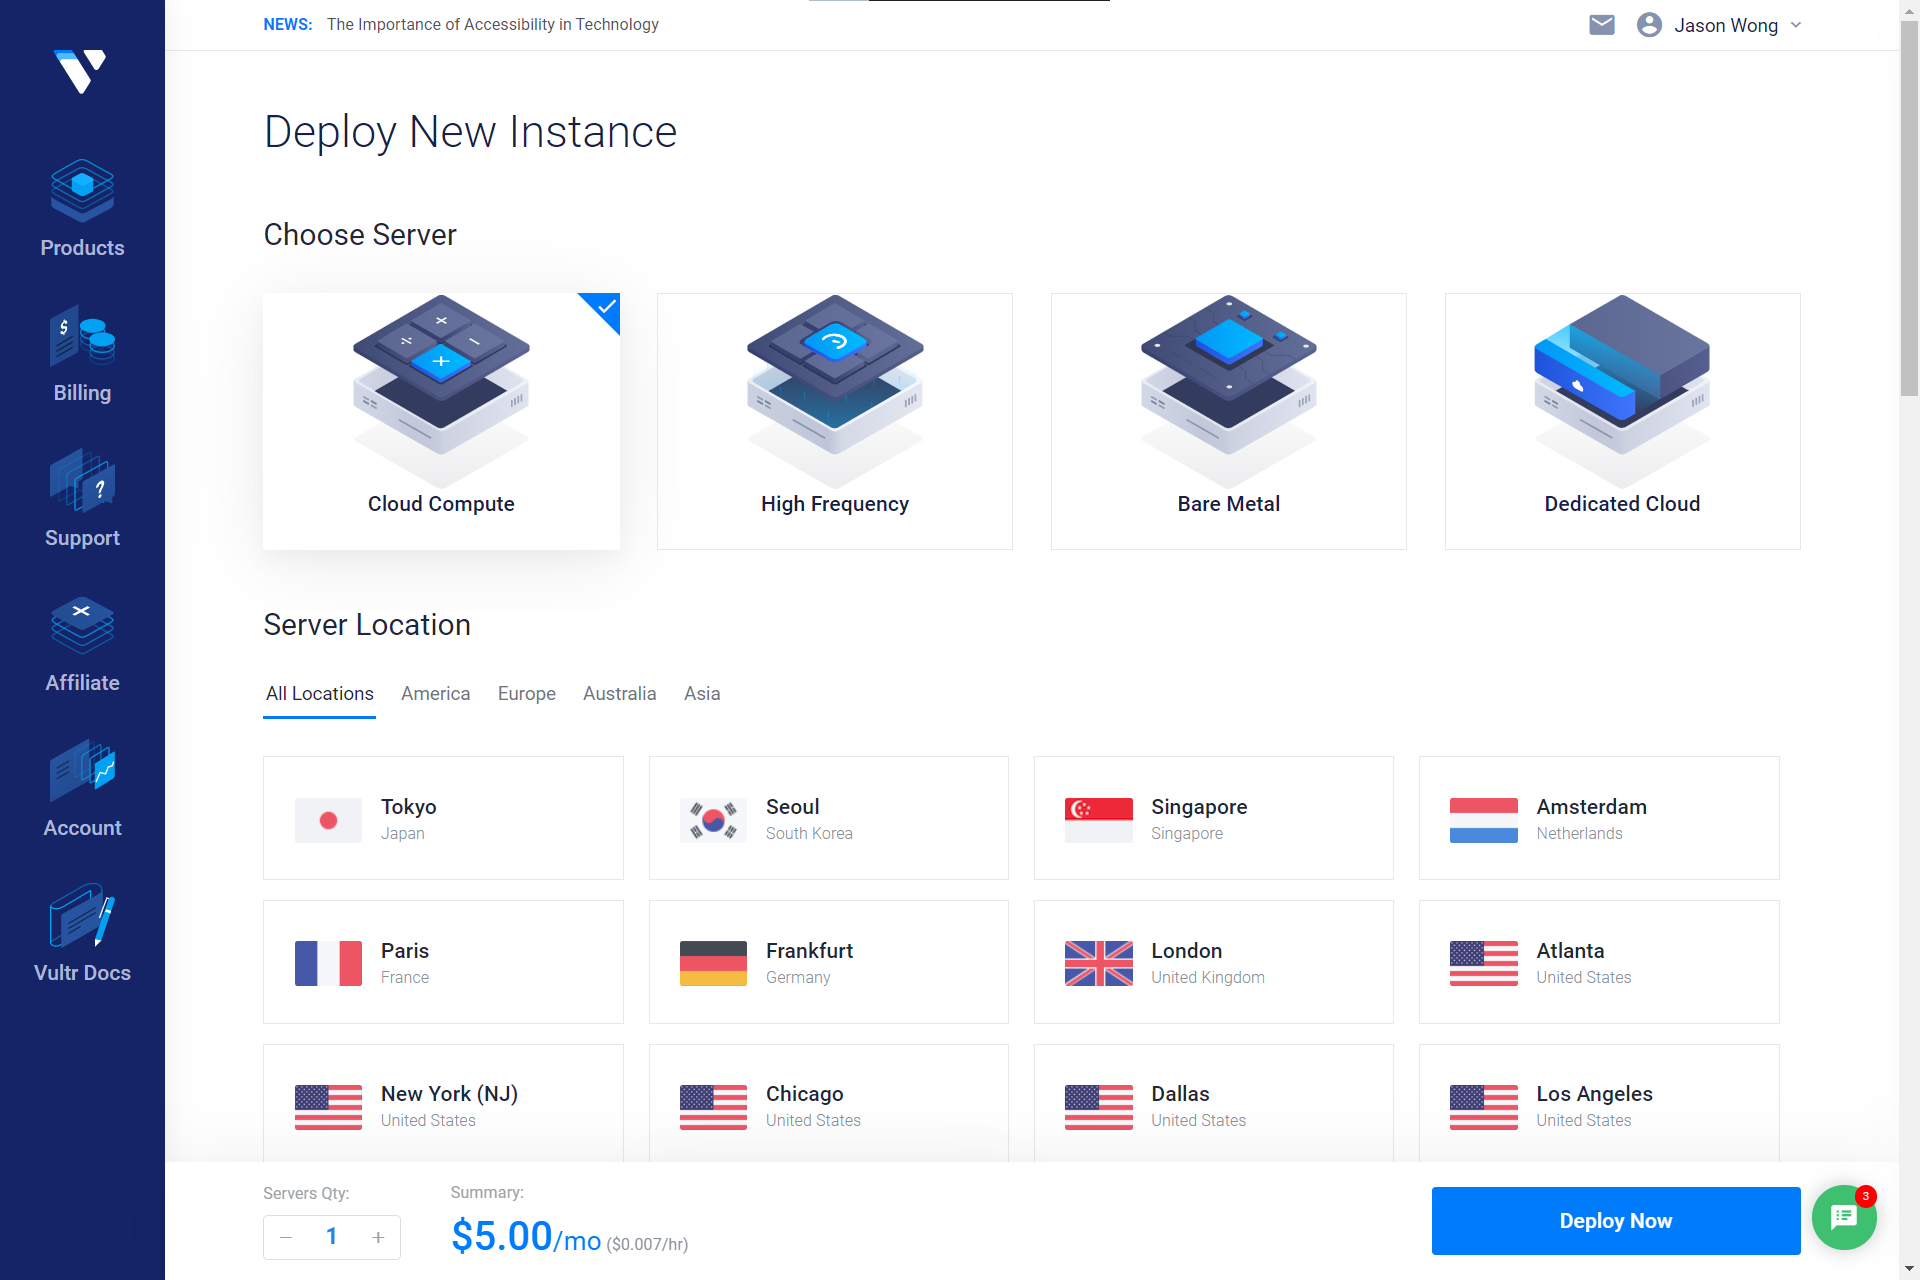 NEWS: The Importance of Accessibility in Technology
Jason Wong
Products
Billing
Support
Affiliate
Account
Vultr Docs
Deploy New Instance
Choose Server
Cloud Compute
High Frequency
Bare Metal
Dedicated Cloud
Server Location
All Locations America Europe Australia Asia
Tokyo
Japan
Seoul
South Korea
Singapore
Singapore
Amsterdam
Netherlands
Paris
France
Frankfurt
Germany
London
United Kingdom
Atlanta
United States
New York (NJ)
United States
Chicago
United States
Dallas
United States
Los Angeles
United States
Servers Qty:
− 1 +
Summary:
$5.00/mo ($0.007/hr)
Deploy Now
3